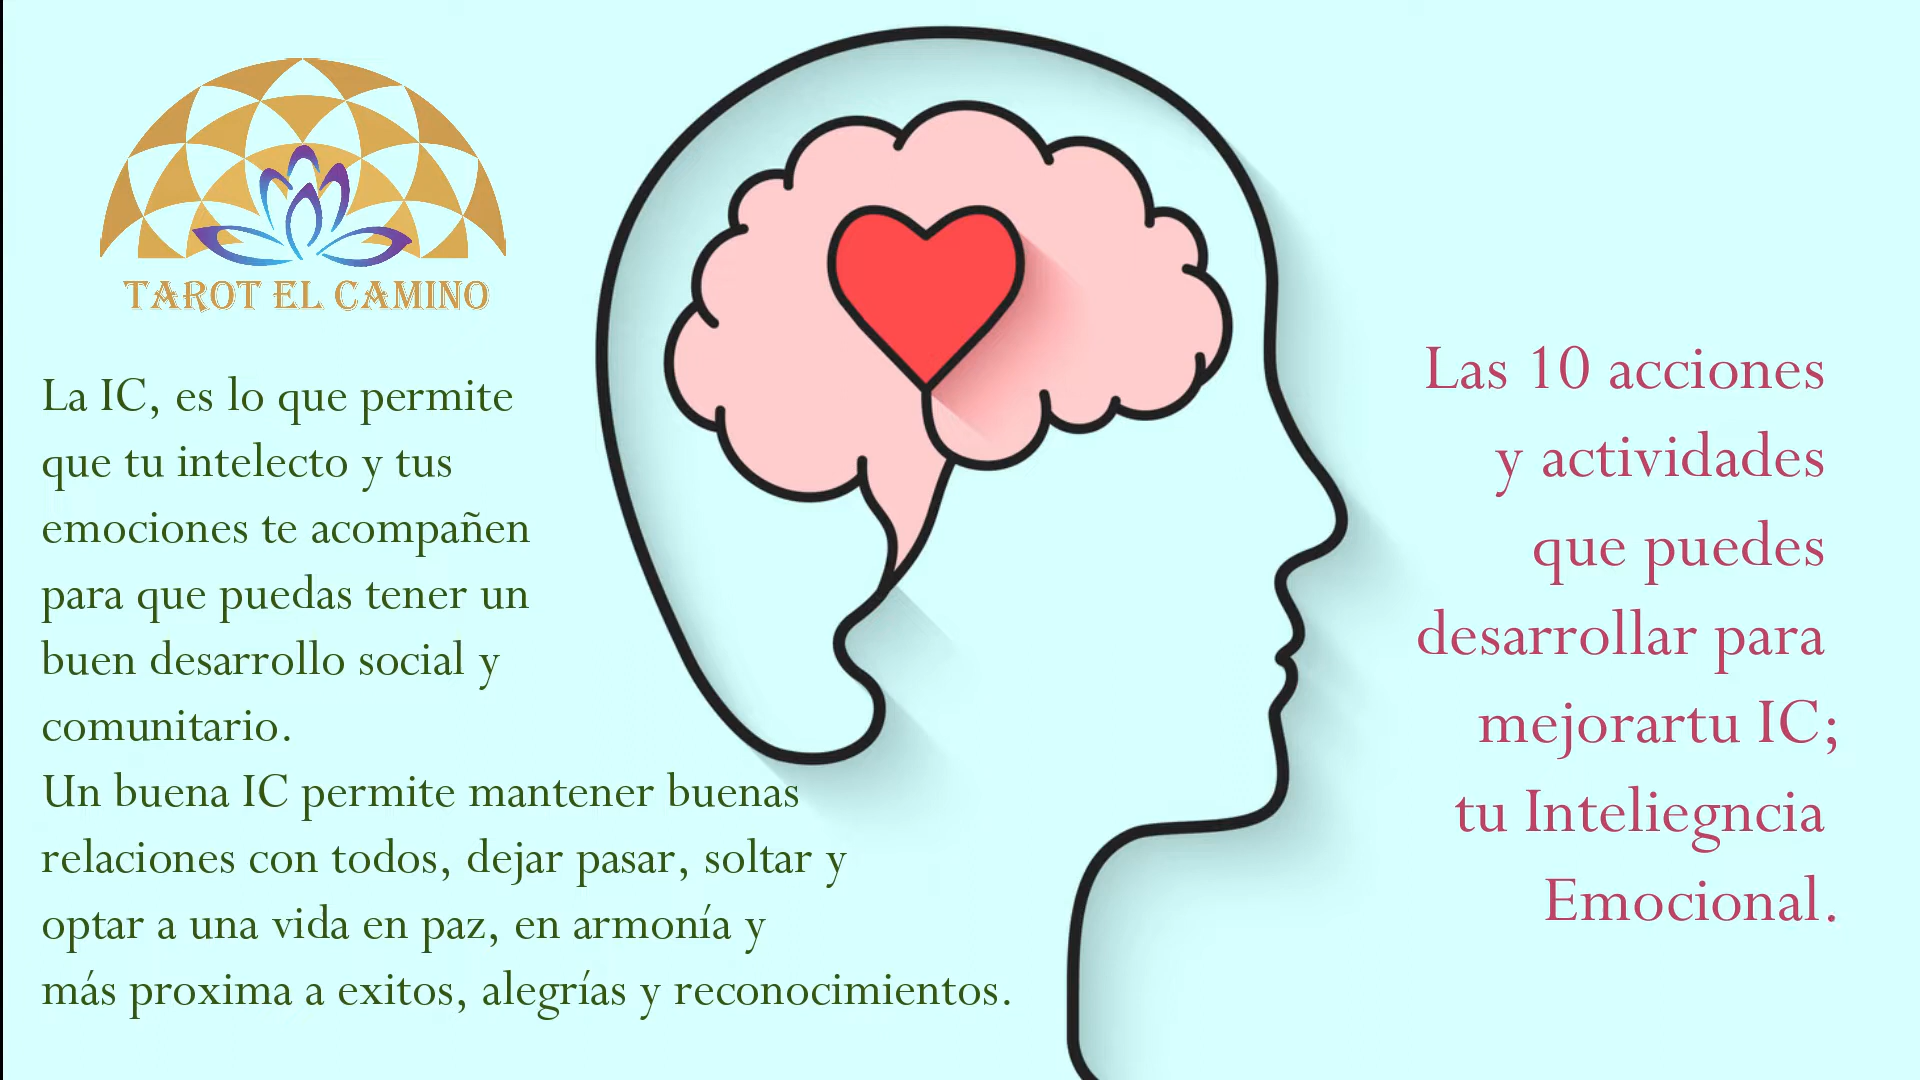 TAROT EL CAMINO
La IC, es lo que permite
que tu intelecto y tus
emociones te acompañen
para que puedas tener un
buen desarrollo social y
comunitario.
Un buena IC permite mantener buenas
relaciones con todos, dejar pasar, soltar y
optar a una vida en paz, en armonía y
más proxima a exitos, alegrías y reconocimientos.
Las 10 acciones
y actividades
que puedes
desarrollar para
mejorartu IC;
tu Inteliegncia
Emocional.